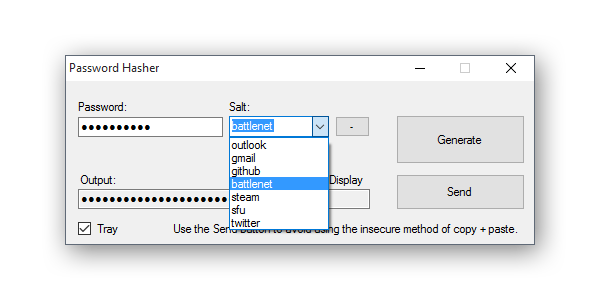 Password Hasher
Password:
Salt:
battlenet
-
Generate
outlook
gmail
github
battlenet
steam
sfu
twitter
Output:
Display
Send
Tray
Use the Send button to avoid using the insecure method of copy + paste.